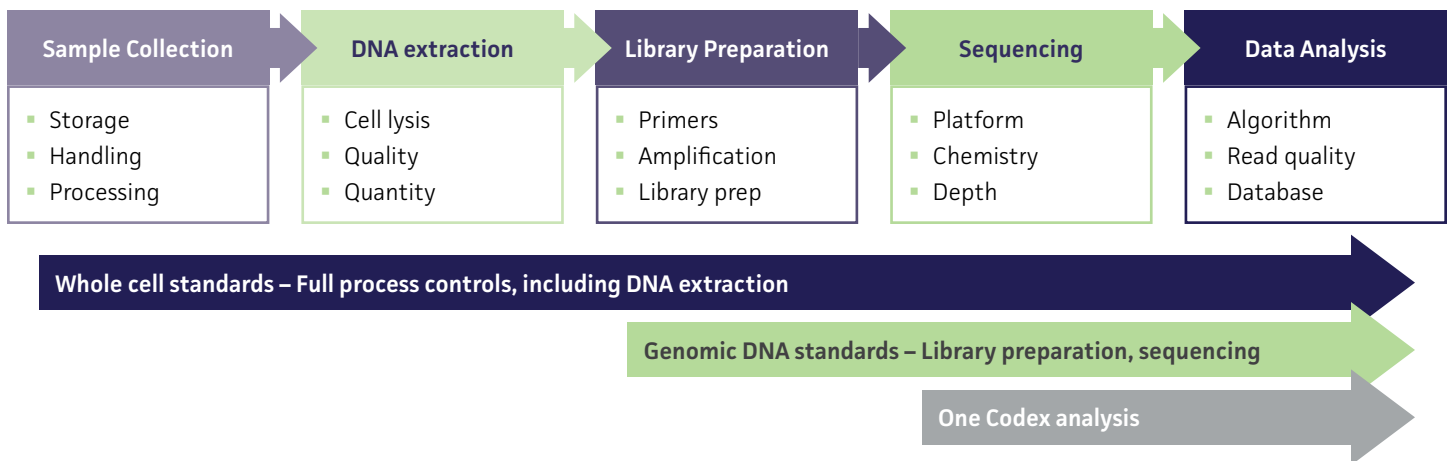 Sample Collection
DNA extraction
Library Preparation
Sequencing
Data Analysis
Storage
Handling
Processing
Cell lysis
Quality
Quantity
Primers
Amplification
Library prep
Platform
Chemistry
Depth
Algorithm
Read quality
Database
Whole cell standards – Full process controls, including DNA extraction
Genomic DNA standards – Library preparation, sequencing
One Codex analysis